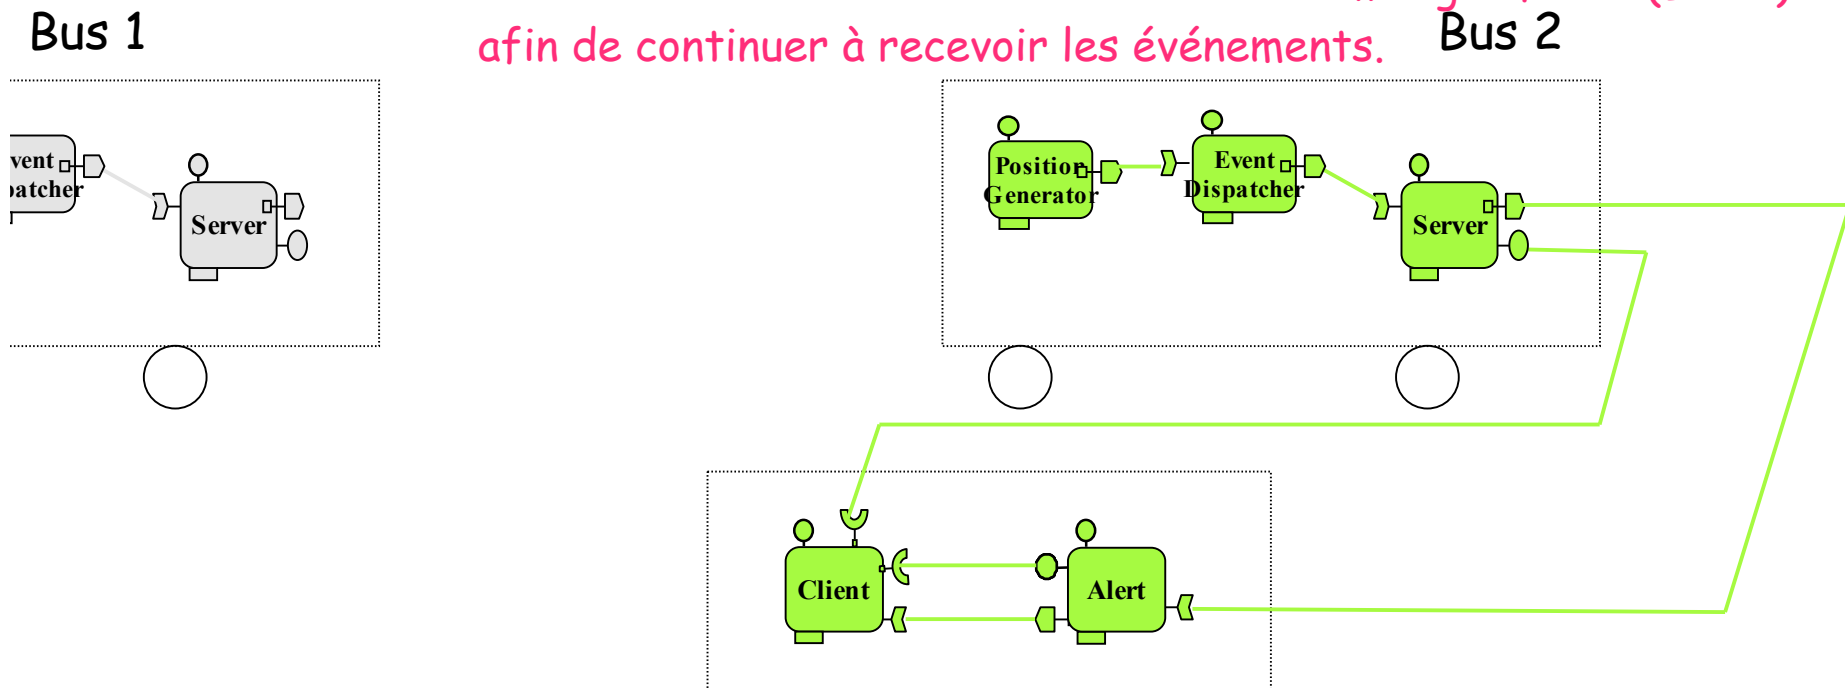 Bus 1
afin de continuer à recevoir les événements.
Bus 2
Server
Position
Generator
Event
Dispatcher
Server
Client
Alert